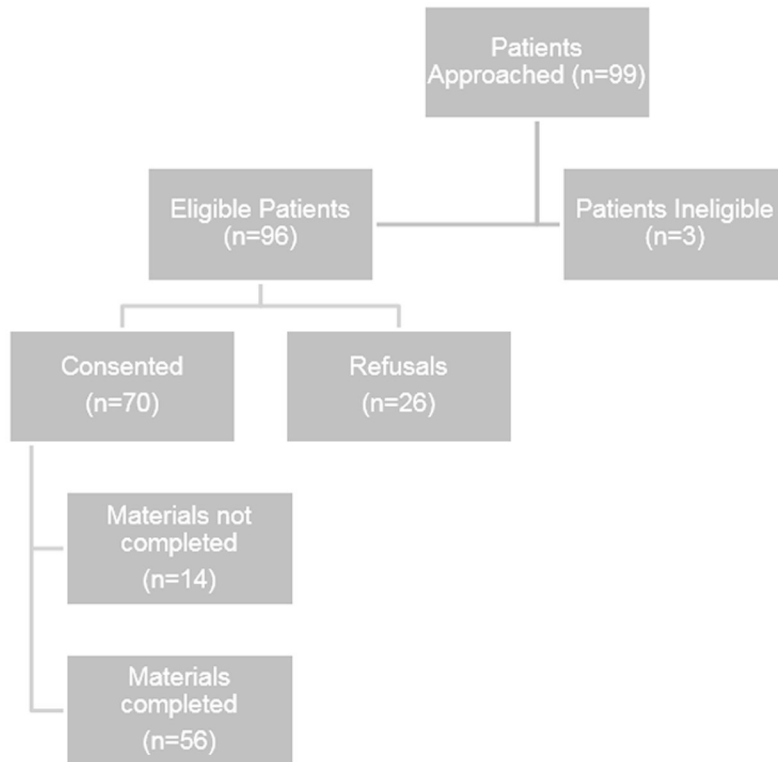 Patients
Approached (n=99)
Eligible Patients
(n=96)
Patients Ineligible
(n=3)
Consented
(n=70)
Refusals
(n=26)
Materials not
completed
(n=14)
Materials
completed
(n=56)